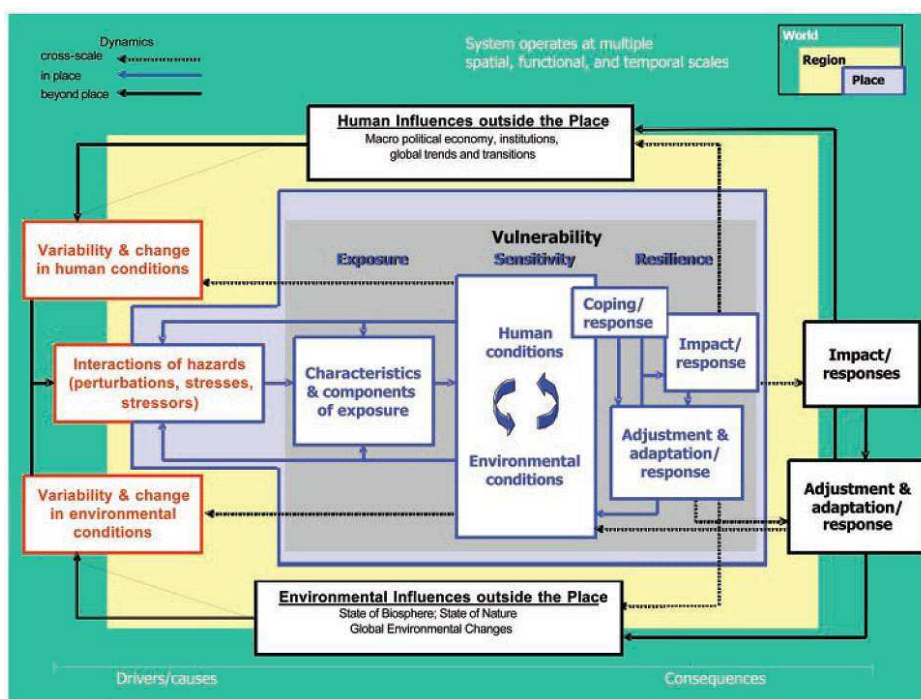 Dynamics
cross-scale
in place
beyond place
System operates at multiple
spatial, functional, and temporal scales
World
Region
Place
Human Influences outside the Place
Macro political economy, institutions,
global trends and transitions
Variability & change
in human conditions
Vulnerability
Exposure
Sensitivity
Resilience
Coping/
response
Human
conditions
Impact/
response
Impact/
responses
Interactions of hazards
(perturbations, stresses,
stressors)
Characteristics
& components
of exposure
Adjustment &
adaptation/
response
Environmental
conditions
Variability & change
in environmental
conditions
Adjustment &
adaptation/
response
Environmental Influences outside the Place
State of Biosphere; State of Nature
Global Environmental Changes
Drivers/causes
Consequences